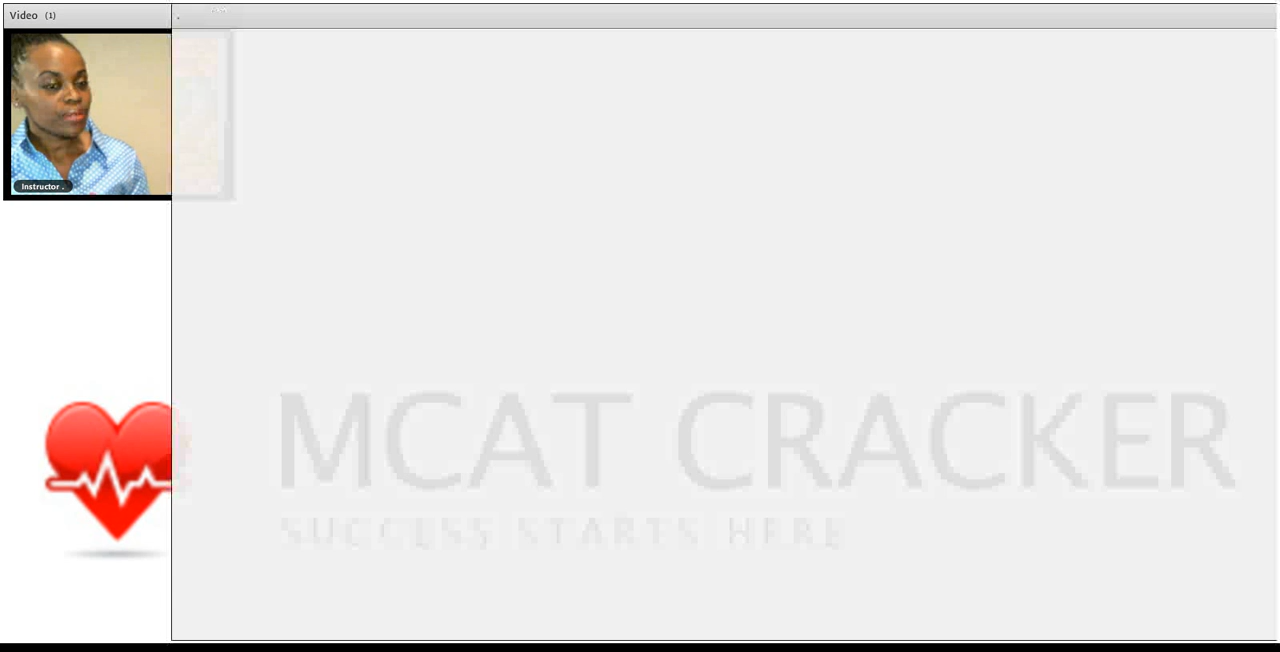 Video (1)
Instructor .
MCAT CRACKER
SUCCESS STARTS HERE